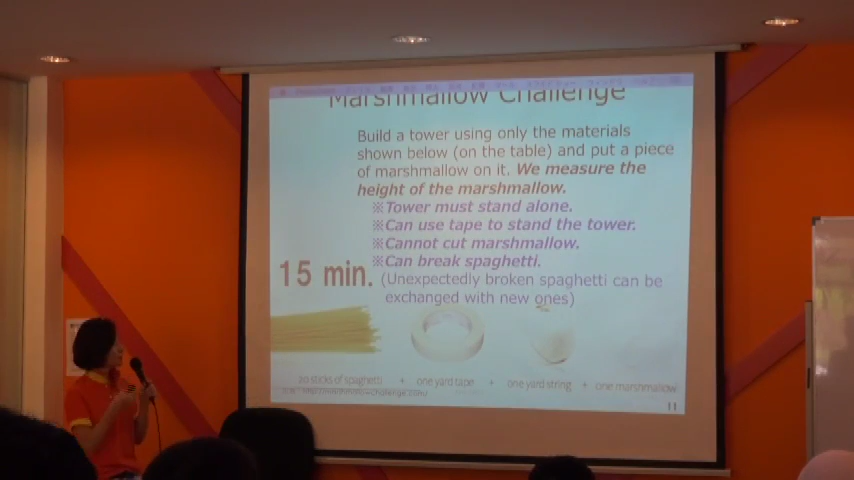 Marshmallow Challenge
Build a tower using only the materials
shown below (on the table) and put a piece
of marshmallow on it. We measure the
height of the marshmallow.
※Tower must stand alone.
※Can use tape to stand the tower.
※Cannot cut marshmallow.
※Can break spaghetti.
15 min.
(Unexpectedly broken spaghetti can be
exchanged with new ones)
20 sticks of spaghetti + one yard tape + one yard string + one marshmallow
11